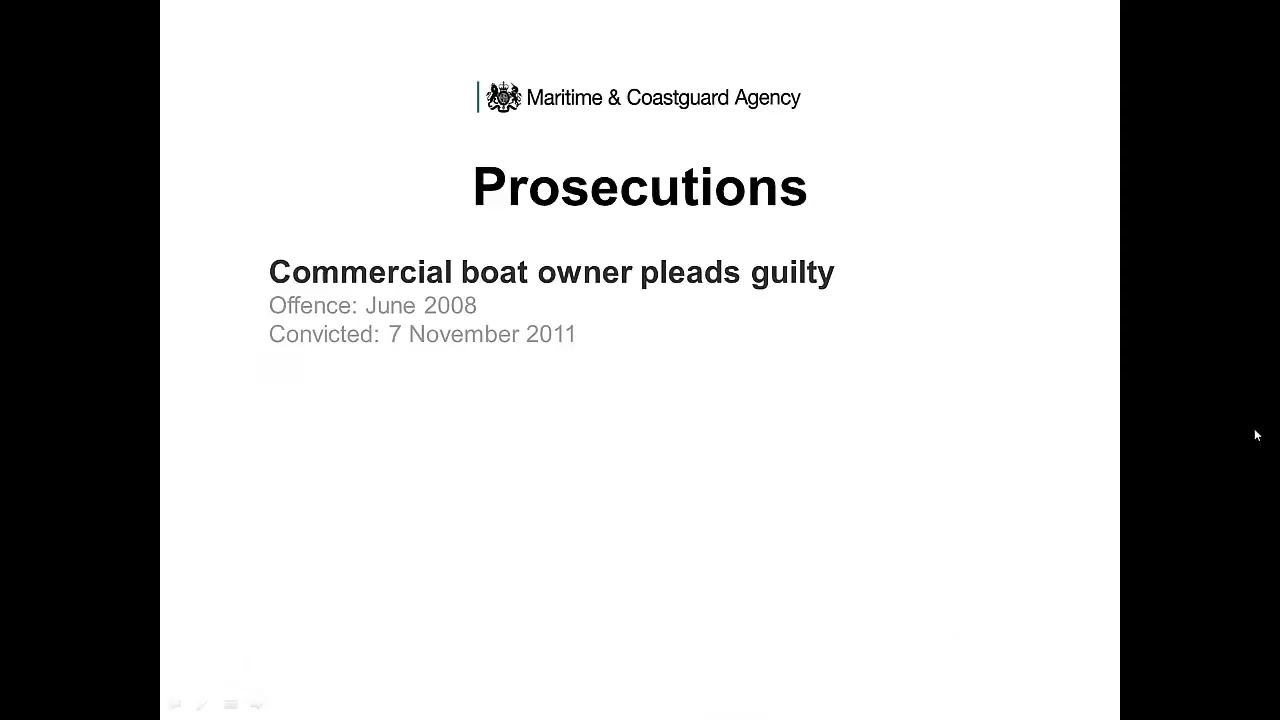 Maritime & Coastguard Agency
Prosecutions
Commercial boat owner pleads guilty
Offence: June 2008
Convicted: 7 November 2011